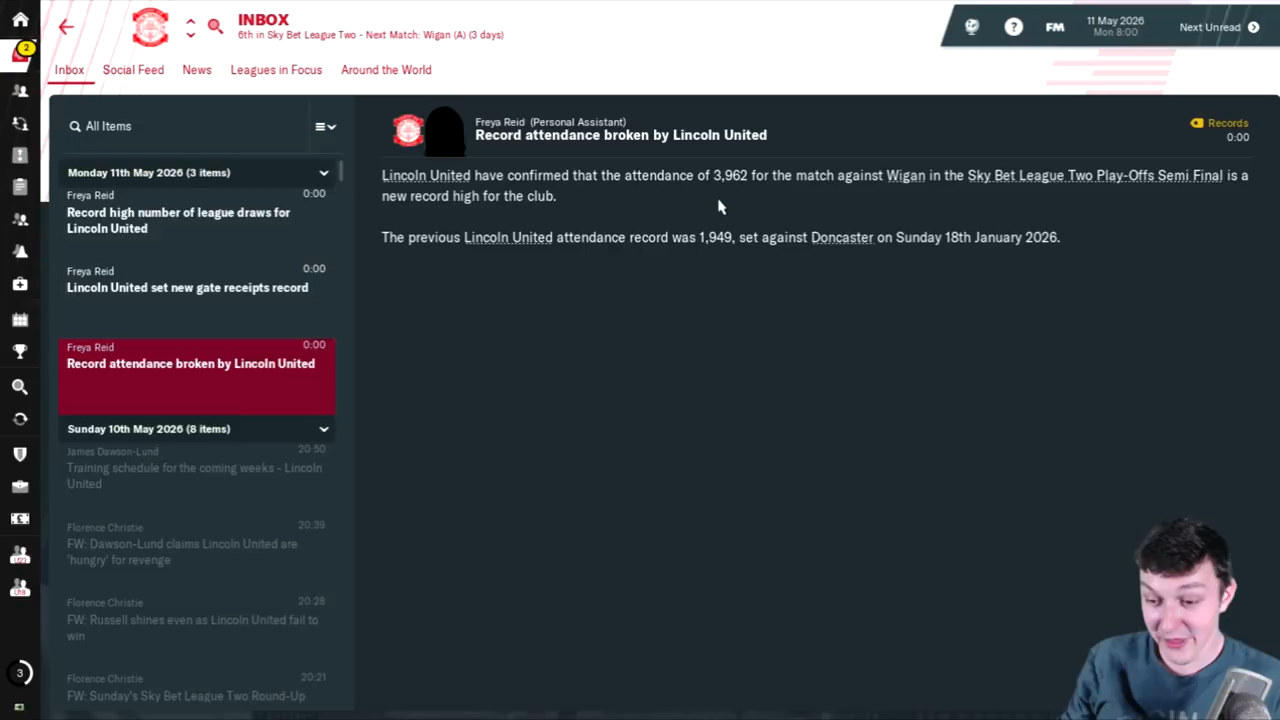 INBOX
6th in Sky Bet League Two - Next Match: Wigan (A) (3 days)
FM
11 May 2026
Mon 8:00
Next Unread
2
Inbox
Social Feed
News
Leagues in Focus
Around the World
All Items
Monday 11th May 2026 (3 items)
Freya Reid
0:00
Record high number of league draws for
Lincoln United
Freya Reid
0:00
Lincoln United set new gate receipts record
Freya Reid
0:00
Record attendance broken by Lincoln United
Sunday 10th May 2026 (8 items)
James Dawson-Lund
20:50
Training schedule for the coming weeks - Lincoln
United
Florence Christie
20:39
FW: Dawson-Lund claims Lincoln United are
'hungry' for revenge
Florence Christie
20:28
FW: Russell shines even as Lincoln United fail to
win
Florence Christie
20:21
FW: Sunday's Sky Bet League Two Round-Up
3
Freya Reid (Personal Assistant)
Record attendance broken by Lincoln United
Records
0:00
Lincoln United have confirmed that the attendance of 3,962 for the match against Wigan in the Sky Bet League Two Play-Offs Semi Final is a
new record high for the club.
The previous Lincoln United attendance record was 1,949, set against Doncaster on Sunday 18th January 2026.